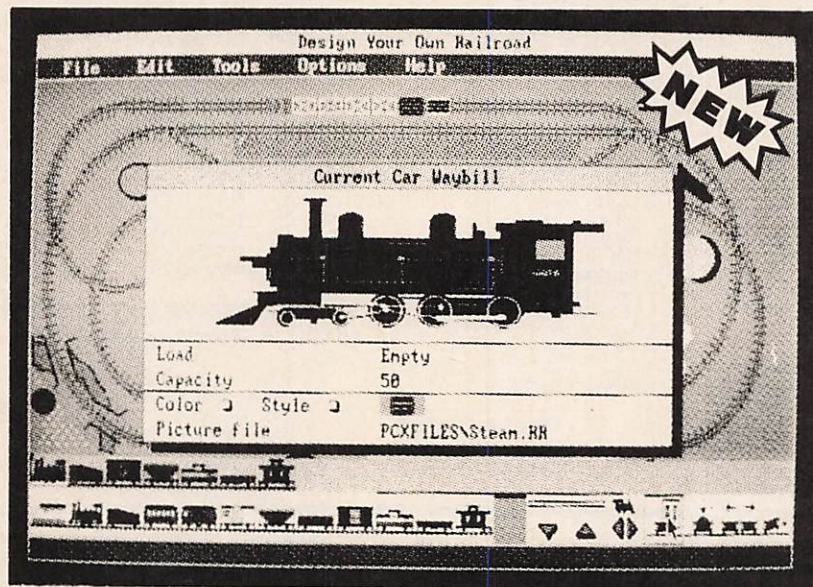 Design Your Own Railroad
File Edit Tools Options Help
NEW
Current Car Waybill
Load Empty
Capacity 50
Color Style
Picture file PCXFILES\Steam.RR